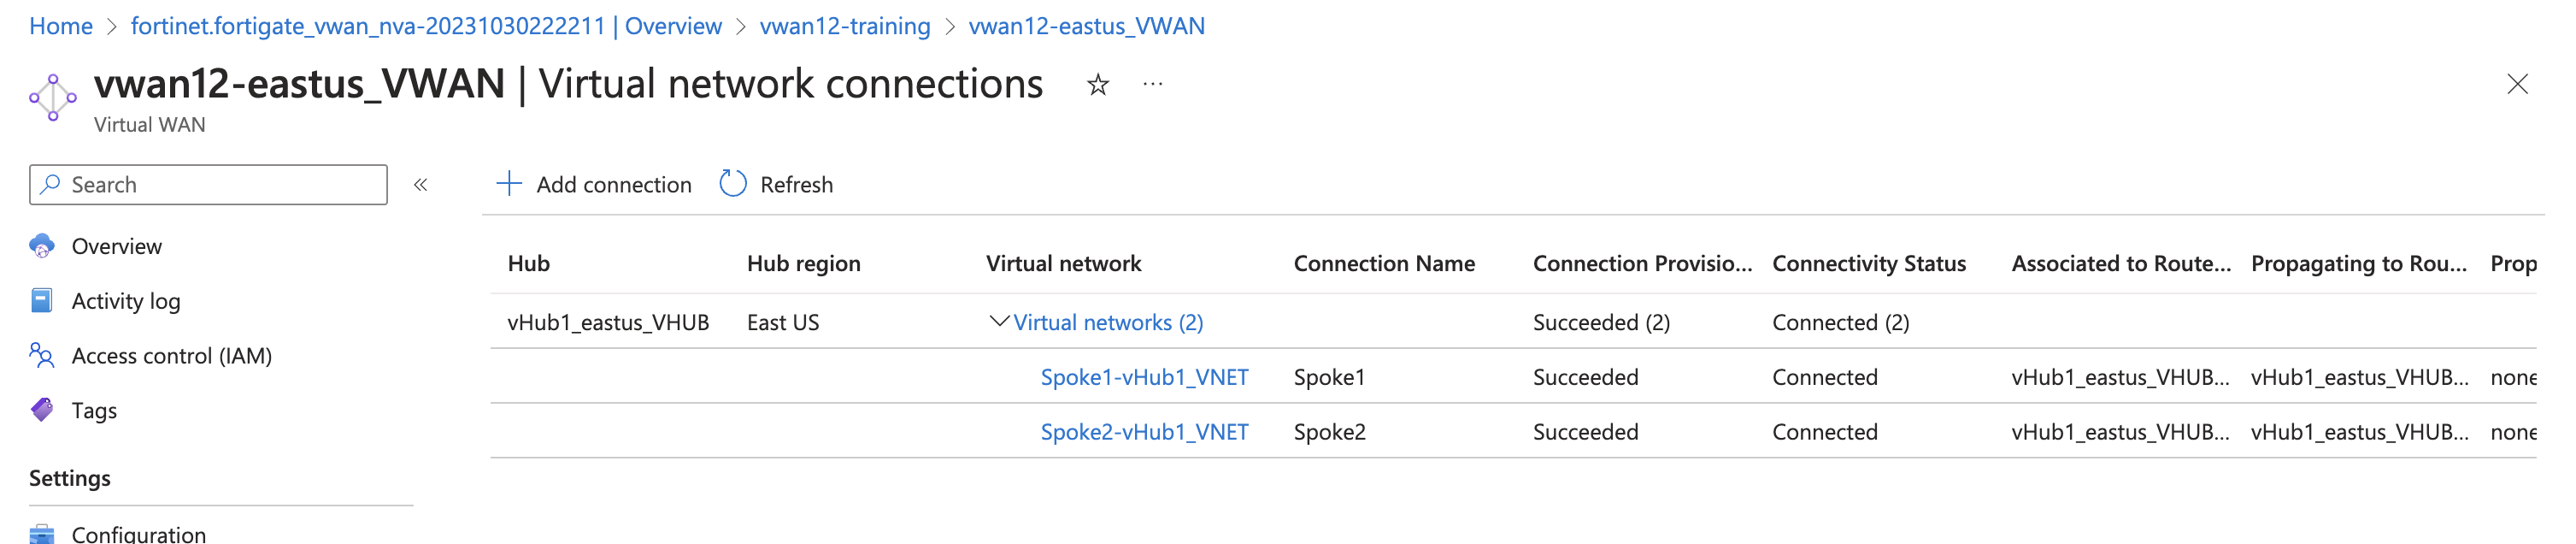 Home > fortinet.fortigate_vwan_nva-20231030222211 | Overview > vwan12-training > vwan12-eastus_VWAN
vwan12-eastus_VWAN | Virtual network connections ...
Virtual WAN
Search «
Add connection Refresh
Overview
Activity log
Access control (IAM)
Tags
Settings
Configuration
Hub Hub region Virtual network Connection Name Connection Provisio... Connectivity Status Associated to Route... Propagating to Rou... Prop
vHub1_eastus_VHUB East US Virtual networks (2) Succeeded (2) Connected (2)
Spoke1-vHub1_VNET Spoke1 Succeeded Connected vHub1_eastus_VHUB... vHub1_eastus_VHUB... none
Spoke2-vHub1_VNET Spoke2 Succeeded Connected vHub1_eastus_VHUB... vHub1_eastus_VHUB... none